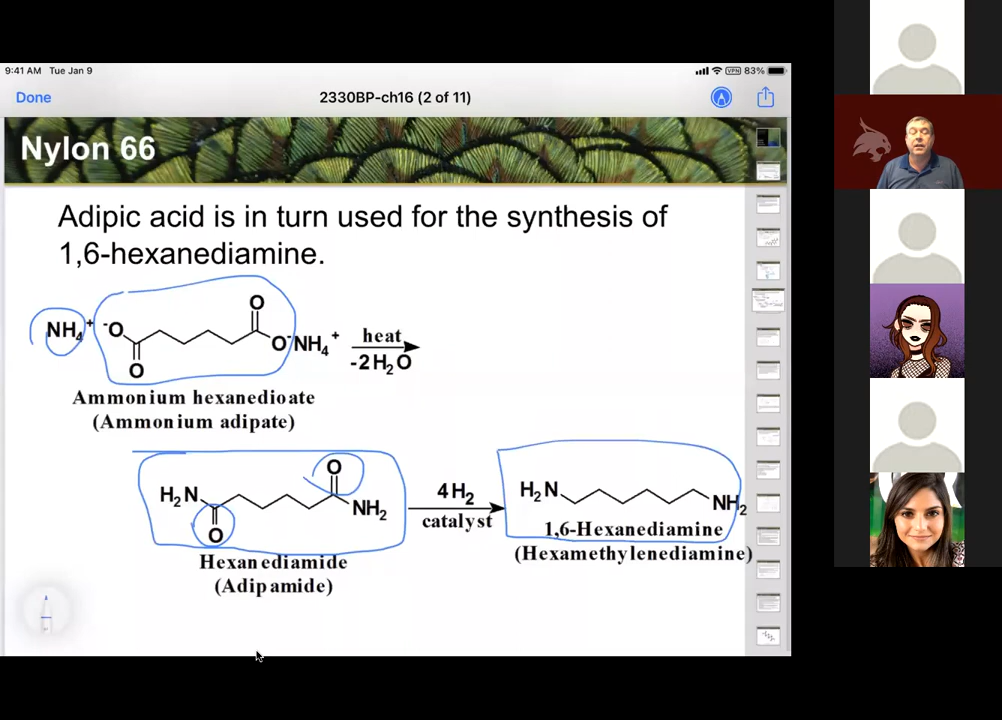 9:41 AM Tue Jan 9
VPN 83%
Done
2330BP-ch16 (2 of 11)
Nylon 66
Adipic acid is in turn used for the synthesis of
1,6-hexanediamine.
NH₄⁺ ⁻O O O O⁻NH₄⁺
heat
-2H₂O
Ammonium hexanedioate
(Ammonium adipate)
H₂N O O NH₂
4H₂
catalyst
H₂N NH₂
Hexanediamide
(Adipamide)
1,6-Hexanediamine
(Hexamethylenediamine)